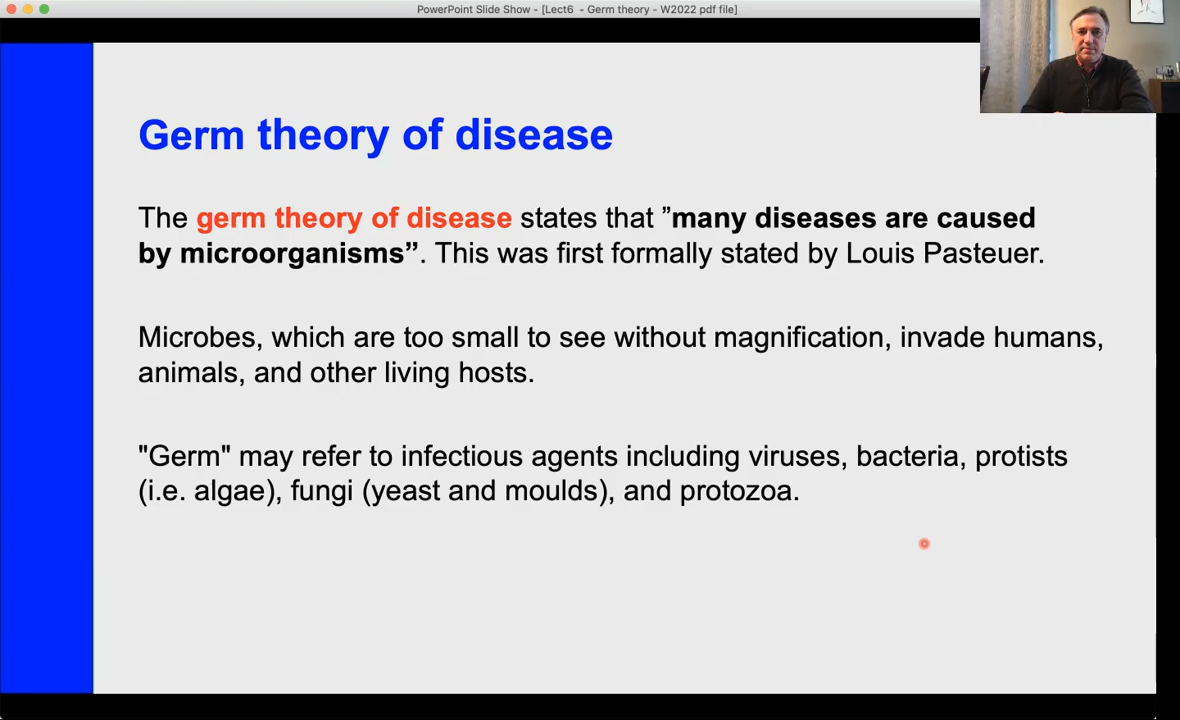 PowerPoint Slide Show - [Lect6  - Germ theory - W2022 pdf file]
Germ theory of disease
The germ theory of disease states that ”many diseases are caused
by microorganisms”. This was first formally stated by Louis Pasteuer.
Microbes, which are too small to see without magnification, invade humans,
animals, and other living hosts.
"Germ" may refer to infectious agents including viruses, bacteria, protists
(i.e. algae), fungi (yeast and moulds), and protozoa.